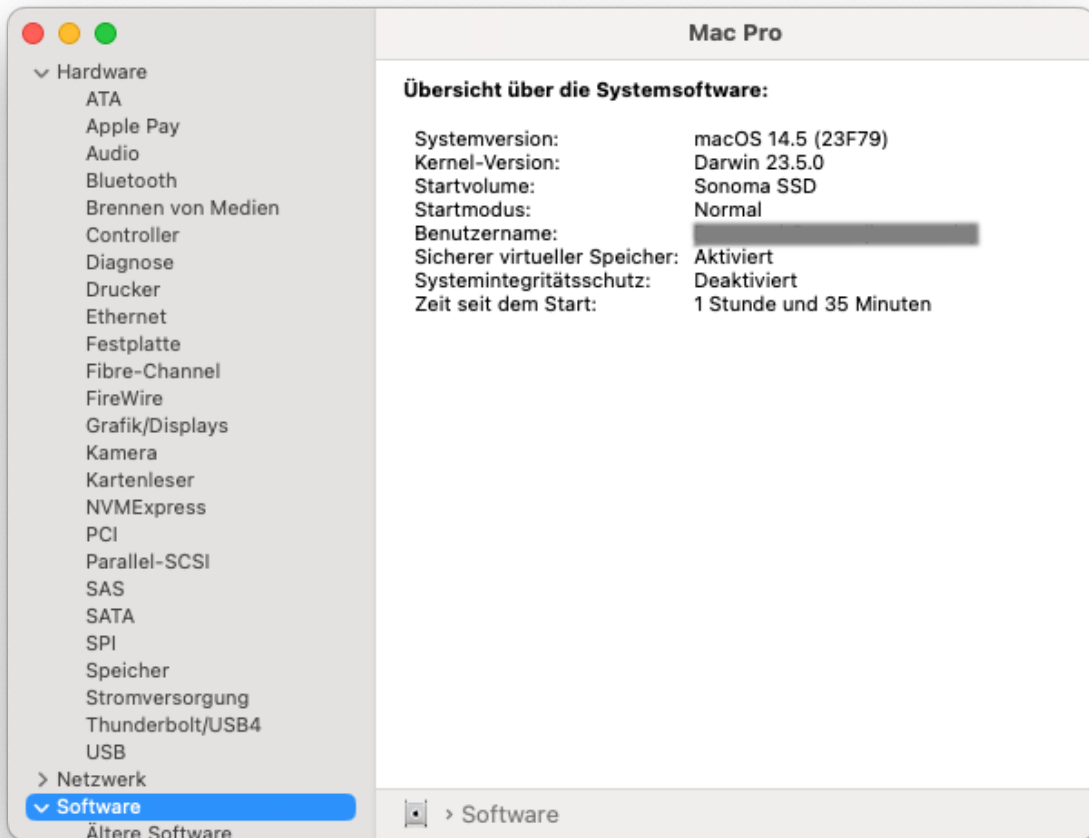 Mac Pro
Hardware
ATA
Apple Pay
Audio
Bluetooth
Brennen von Medien
Controller
Diagnose
Drucker
Ethernet
Festplatte
Fibre-Channel
FireWire
Grafik/Displays
Kamera
Kartenleser
NVMExpress
PCI
Parallel-SCSI
SAS
SATA
SPI
Speicher
Stromversorgung
Thunderbolt/USB4
USB
Netzwerk
Software
Ältere Software
Übersicht über die Systemsoftware:
Systemversion: macOS 14.5 (23F79)
Kernel-Version: Darwin 23.5.0
Startvolume: Sonoma SSD
Startmodus: Normal
Benutzername:
Sicherer virtueller Speicher: Aktiviert
Systemintegritätsschutz: Deaktiviert
Zeit seit dem Start: 1 Stunde und 35 Minuten
› Software